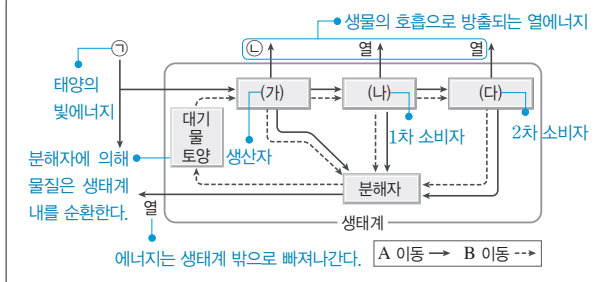 생물의 호흡으로 방출되는 열에너지
㉠
㉡
열
열
태양의
빛에너지
(가)
(나)
(다)
대기
물
토양
생산자
1차 소비자
2차 소비자
분해자에 의해
물질은 생태계
내를 순환한다.
분해자
열
생태계
에너지는 생태계 밖으로 빠져나간다.
A 이동 → B 이동 ⇢